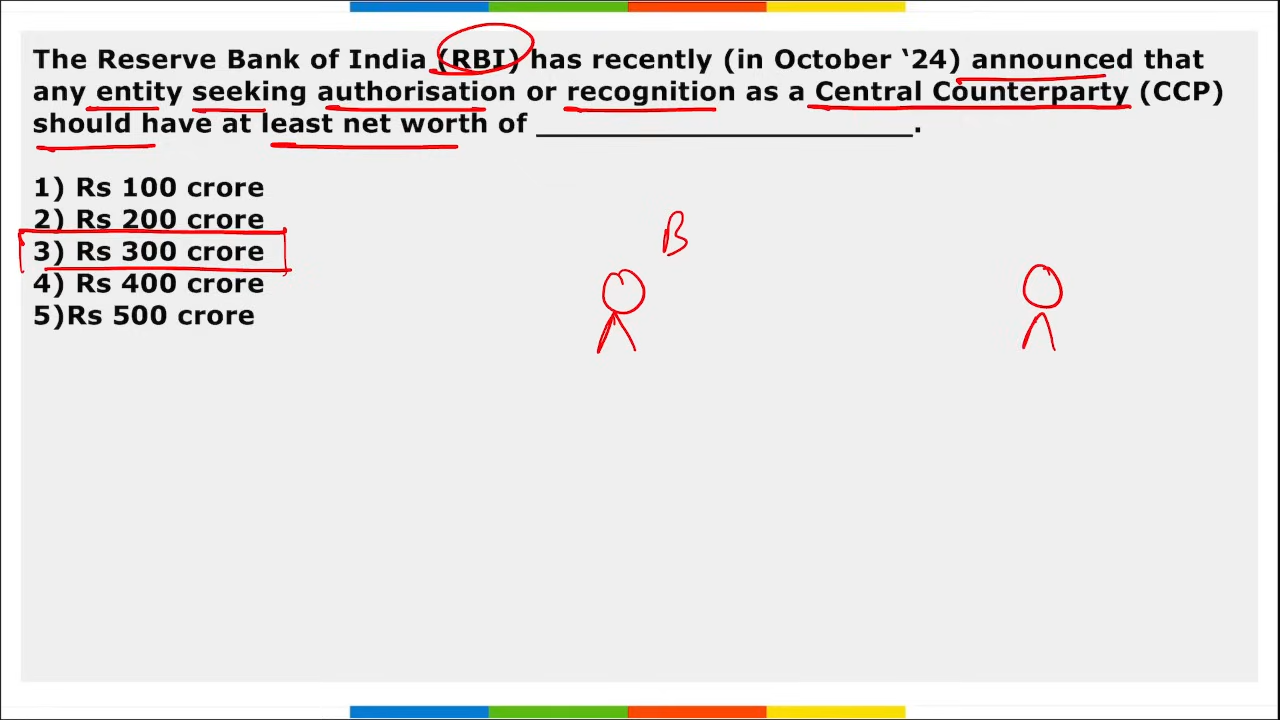 The Reserve Bank of India (RBI) has recently (in October ‘24) announced that
any entity seeking authorisation or recognition as a Central Counterparty (CCP)
should have at least net worth of ____________________.
1) Rs 100 crore
2) Rs 200 crore
3) Rs 300 crore
4) Rs 400 crore
5)Rs 500 crore
B